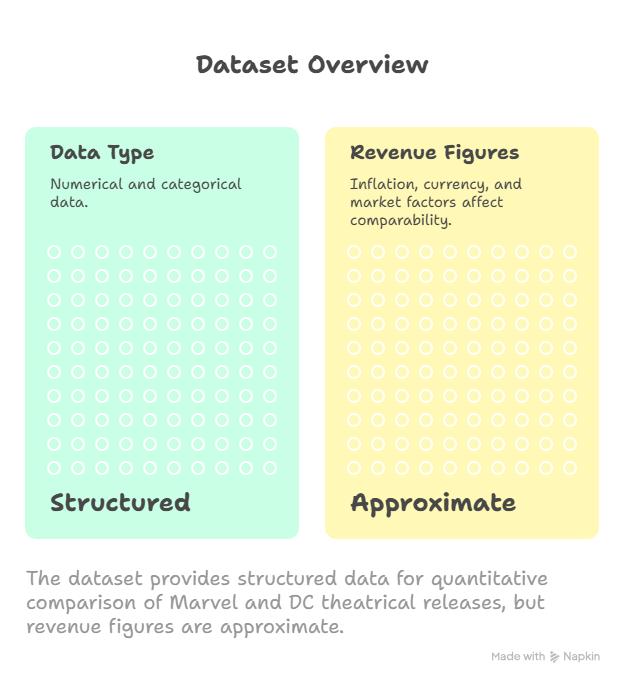 Dataset Overview
Data Type
Numerical and categorical
data.
Structured
Revenue Figures
Inflation, currency, and
market factors affect
comparability.
Approximate
The dataset provides structured data for quantitative
comparison of Marvel and DC theatrical releases, but
revenue figures are approximate.
Made with Napkin